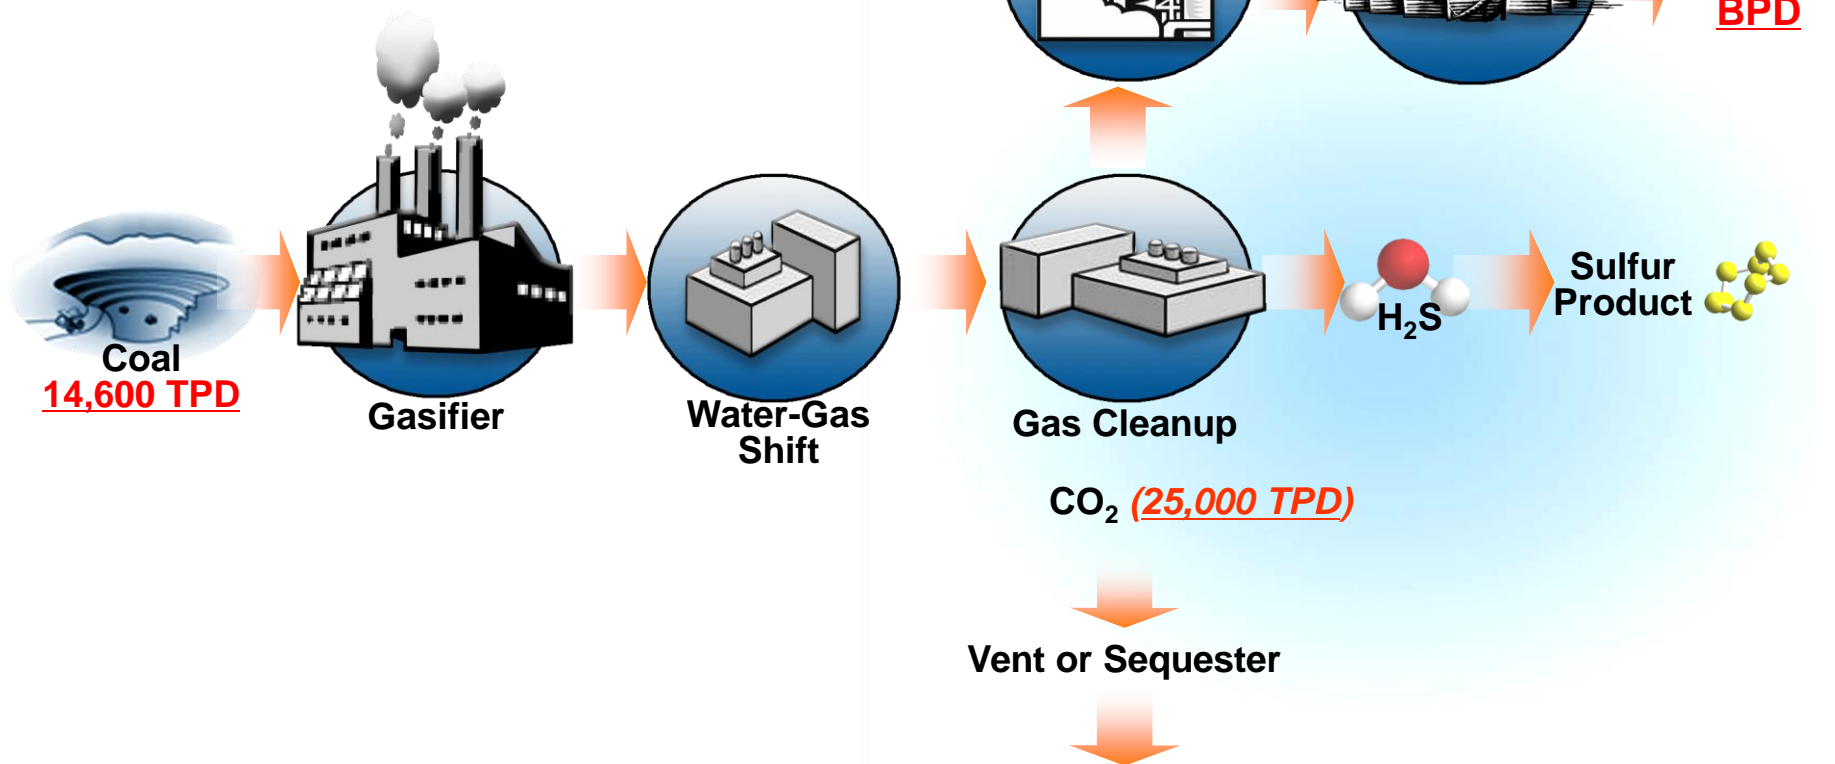 BPD
Coal
14,600 TPD
Gasifier
Water-Gas
Shift
Gas Cleanup
H₂S
Sulfur
Product
CO₂ (25,000 TPD)
Vent or Sequester